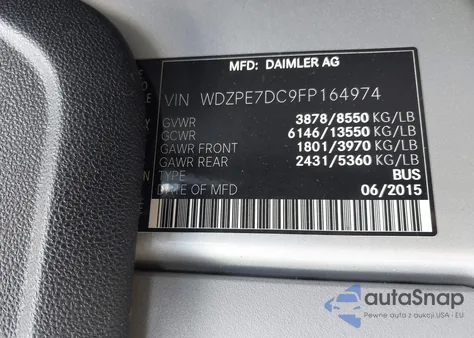 MFD: DAIMLER AG
VIN WDZPE7DC9FP164974
GVWR 3878/8550 KG/LB
GCWR 6146/13550 KG/LB
GAWR FRONT 1801/3970 KG/LB
GAWR REAR 2431/5360 KG/LB
TYPE BUS
DATE OF MFD 06/2015
autoSnap
Pewne auta z aukcji USA - EU